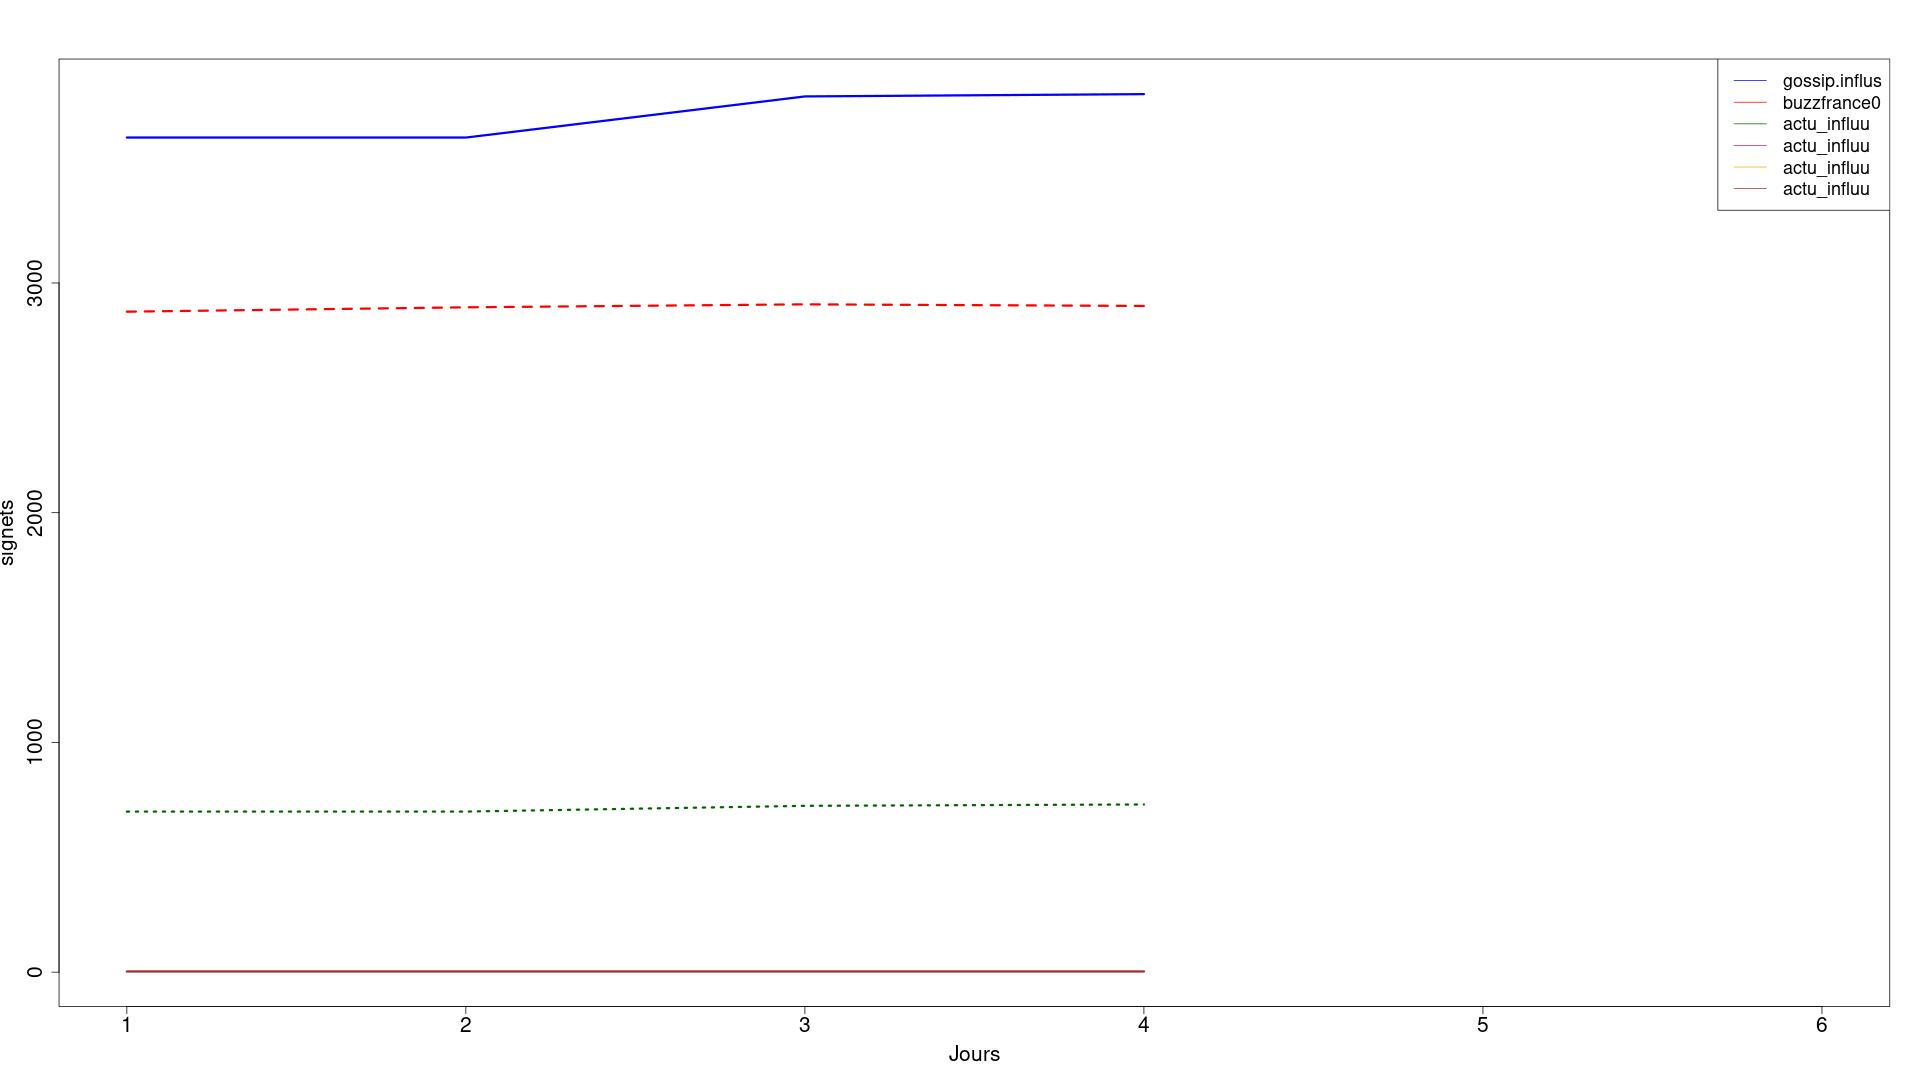 gossip.influs
buzzfrance0
actu_influu
actu_influu
actu_influu
actu_influu
3000
2000
1000
0
signets
1 2 3 4 5 6
Jours